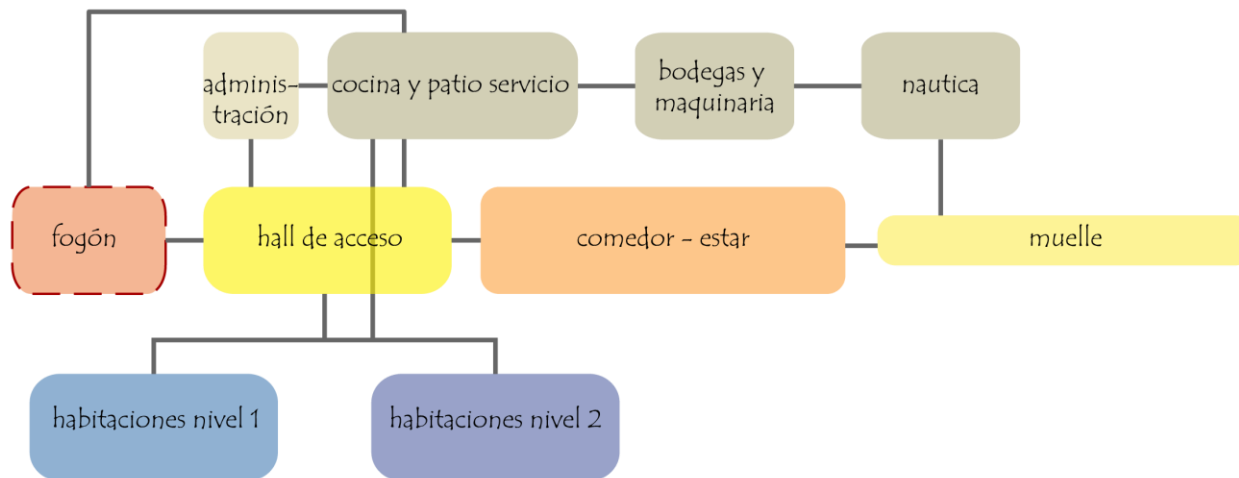 adminis-
tración
cocina y patio servicio
bodegas y
maquinaria
nautica
fogón
hall de acceso
comedor - estar
muelle
habitaciones nivel 1
habitaciones nivel 2